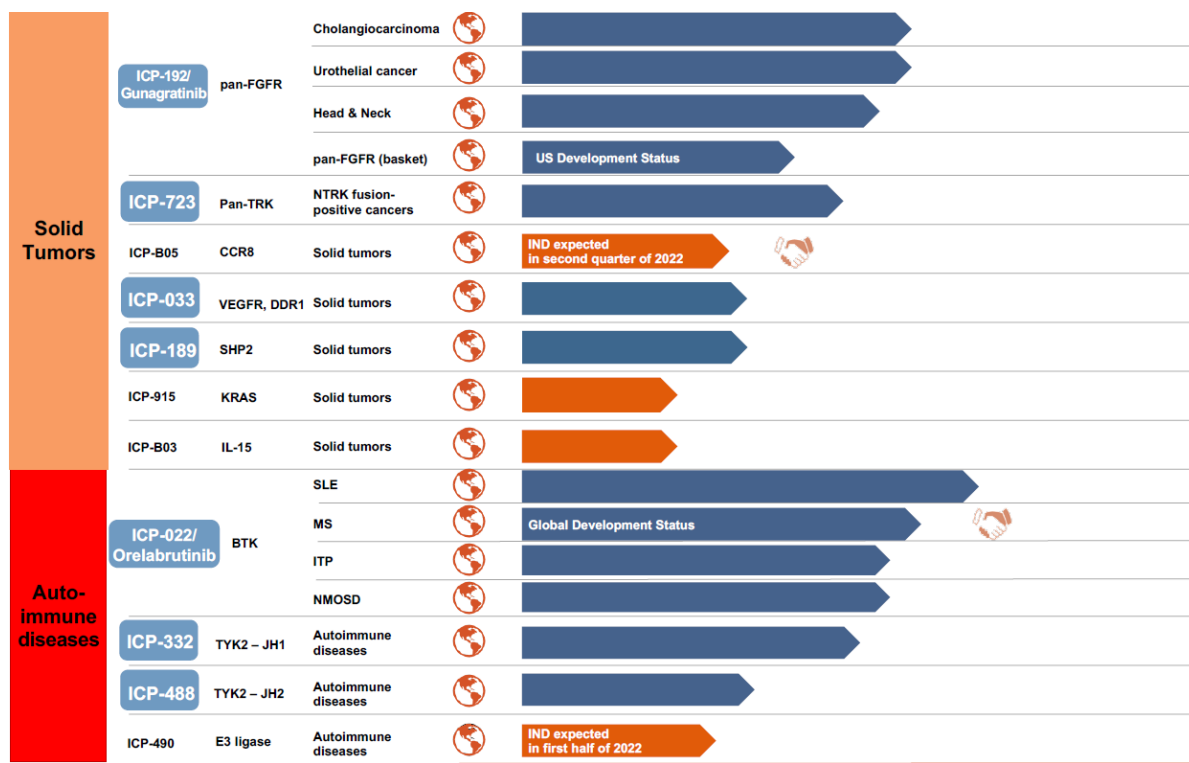 Solid
Tumors
ICP-192/
Gunagratinib
pan-FGFR
Cholangiocarcinoma
Urothelial cancer
Head & Neck
pan-FGFR (basket)
US Development Status
ICP-723
Pan-TRK
NTRK fusion-
positive cancers
ICP-B05
CCR8
Solid tumors
IND expected
in second quarter of 2022
ICP-033
VEGFR, DDR1
Solid tumors
ICP-189
SHP2
Solid tumors
ICP-915
KRAS
Solid tumors
ICP-B03
IL-15
Solid tumors
Auto-
immune
diseases
ICP-022/
Orelabrutinib
BTK
SLE
MS
Global Development Status
ITP
NMOSD
ICP-332
TYK2 – JH1
Autoimmune
diseases
ICP-488
TYK2 – JH2
Autoimmune
diseases
ICP-490
E3 ligase
Autoimmune
diseases
IND expected
in first half of 2022